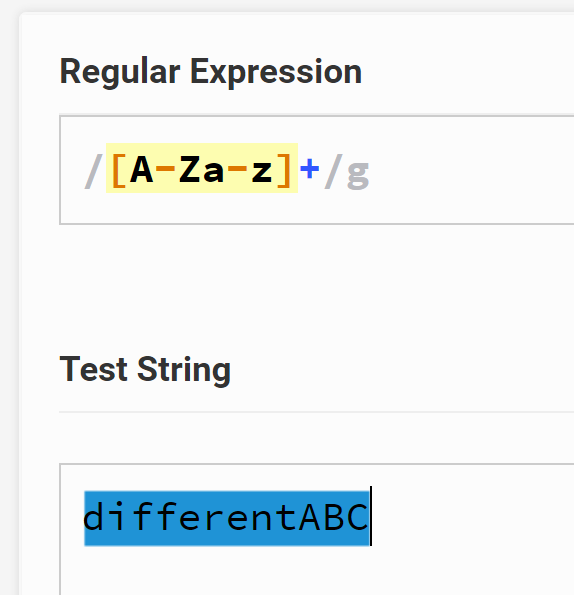 Regular Expression
/[A-Za-z]+/g
Test String
differentABC